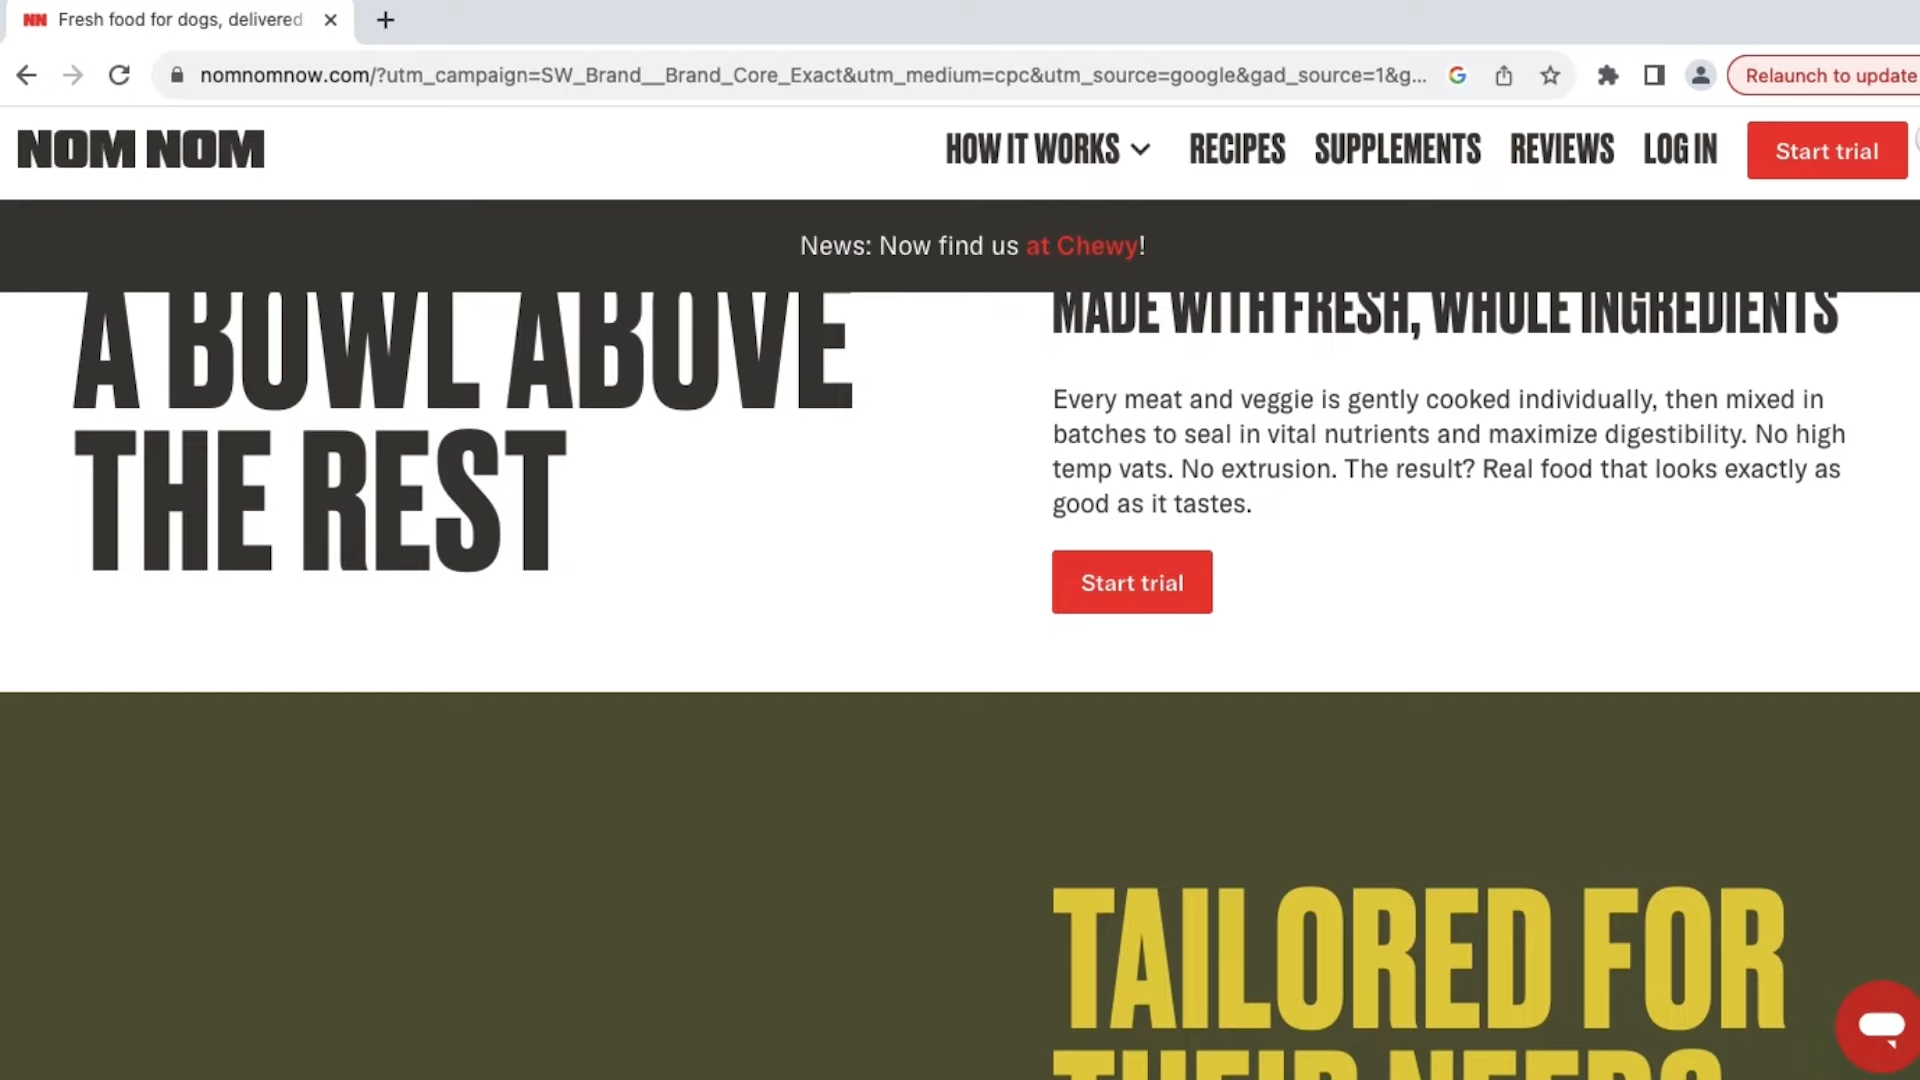 NN Fresh food for dogs, delivered
nomnomnow.com/?utm_campaign=SW_Brand__Brand_Core_Exact&utm_medium=cpc&utm_source=google&gad_source=1&g...
Relaunch to update
NOM NOM
HOW IT WORKS
RECIPES
SUPPLEMENTS
REVIEWS
LOG IN
Start trial
News: Now find us at Chewy!
A BOWL ABOVE
THE REST
MADE WITH FRESH, WHOLE INGREDIENTS
Every meat and veggie is gently cooked individually, then mixed in
batches to seal in vital nutrients and maximize digestibility. No high
temp vats. No extrusion. The result? Real food that looks exactly as
good as it tastes.
Start trial
TAILORED FOR
THEIR NEEDS